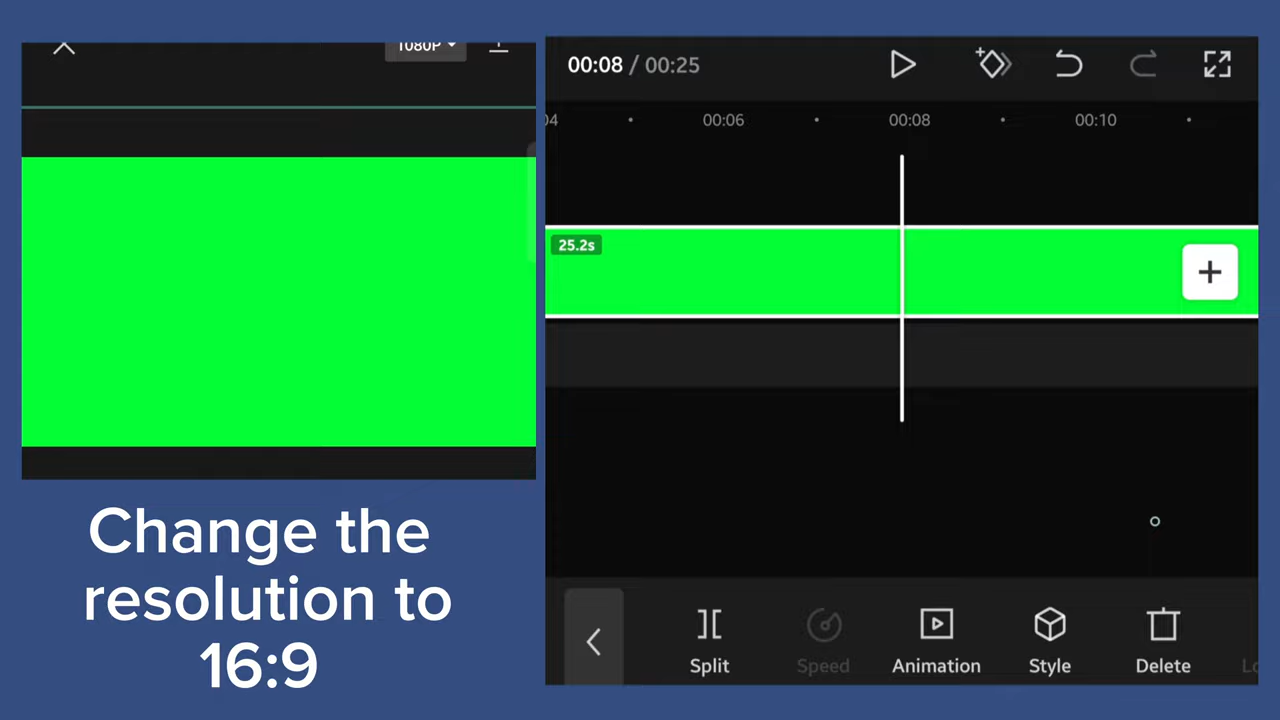 1080P
00:08 / 00:25
04 00:06 00:08 00:10
25.2s
Split Speed Animation Style Delete
Change the
resolution to
16:9